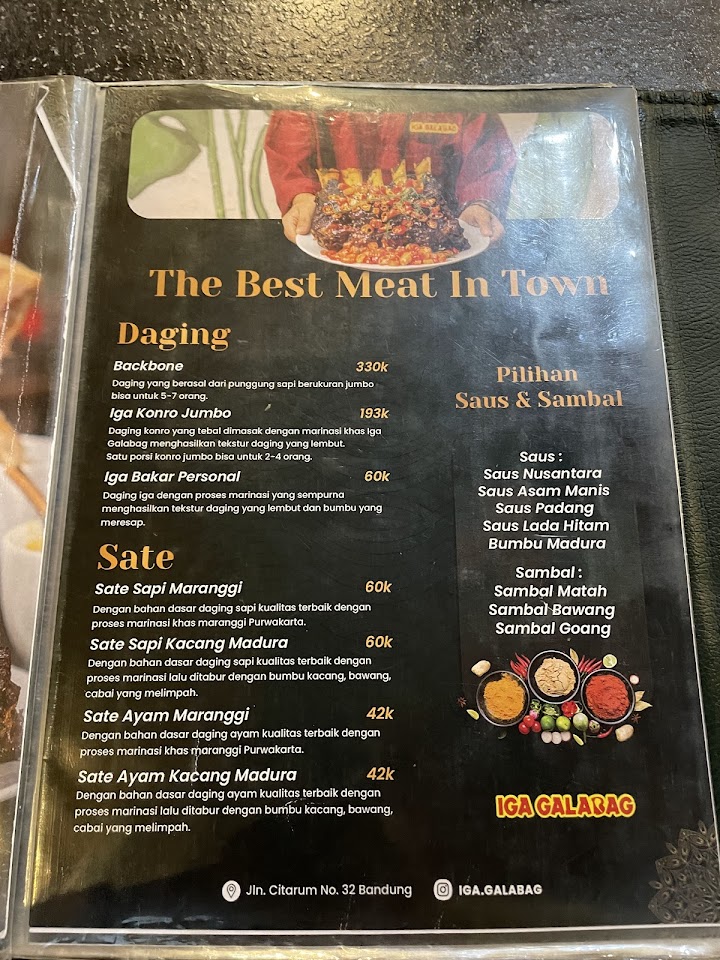 IGA GALABAG
The Best Meat In Town
Daging
Backbone 330k
Daging yang berasal dari punggung sapi berukuran jumbo
bisa untuk 5-7 orang.
Iga Konro Jumbo 193k
Daging konro yang tebal dimasak dengan marinasi khas Iga
Galabag menghasilkan tekstur daging yang lembut.
Satu porsi konro jumbo bisa untuk 2-4 orang.
Iga Bakar Personal 60k
Daging iga dengan proses marinasi yang sempurna
menghasilkan tekstur daging yang lembut dan bumbu yang
meresap.
Sate
Sate Sapi Maranggi 60k
Dengan bahan dasar daging sapi kualitas terbaik dengan
proses marinasi khas maranggi Purwakarta.
Sate Sapi Kacang Madura 60k
Dengan bahan dasar daging sapi kualitas terbaik dengan
proses marinasi lalu ditabur dengan bumbu kacang, bawang,
cabai yang melimpah.
Sate Ayam Maranggi 42k
Dengan bahan dasar daging ayam kualitas terbaik dengan
proses marinasi khas maranggi Purwakarta.
Sate Ayam Kacang Madura 42k
Dengan bahan dasar daging ayam kualitas terbaik dengan
proses marinasi lalu ditabur dengan bumbu kacang, bawang,
cabai yang melimpah.
Pilihan
Saus & Sambal
Saus :
Saus Nusantara
Saus Asam Manis
Saus Padang
Saus Lada Hitam
Bumbu Madura
Sambal :
Sambal Matah
Sambal Bawang
Sambal Goang
IGA GALABAG
Jln. Citarum No. 32 Bandung
IGA.GALABAG